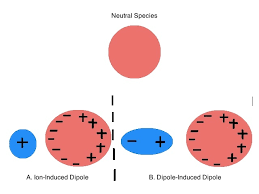 Neutral Species
A. Ion-Induced Dipole
B. Dipole-Induced Dipole